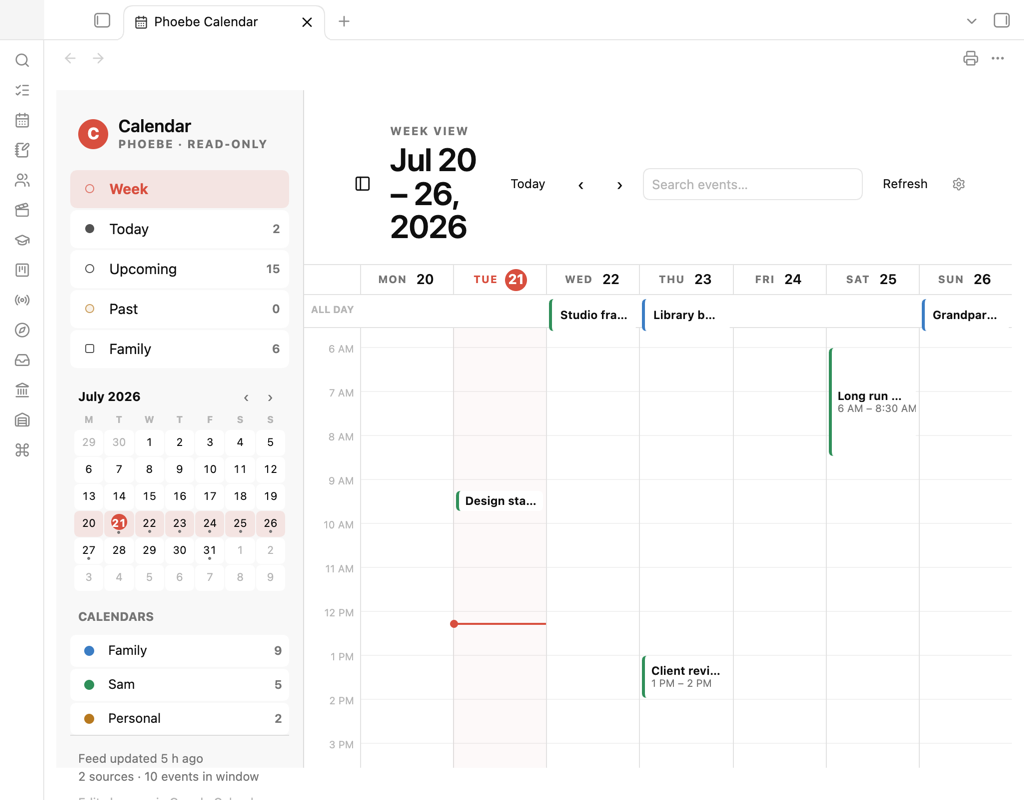 Phoebe Calendar
C
Calendar
PHOEBE · READ-ONLY
Week
Today 2
Upcoming 15
Past 0
Family 6
July 2026
M T W T F S S
29 30 1 2 3 4 5
6 7 8 9 10 11 12
13 14 15 16 17 18 19
20 21 22 23 24 25 26
27 28 29 30 31 1 2
3 4 5 6 7 8 9
CALENDARS
Family 9
Sam 5
Personal 2
Feed updated 5 h ago
2 sources · 10 events in window
WEEK VIEW
Jul 20
– 26,
2026
Today ‹ › Search events... Refresh
MON 20 TUE 21 WED 22 THU 23 FRI 24 SAT 25 SUN 26
ALL DAY Studio fra... Library b... Grandpar...
6 AM
7 AM
Long run ...
6 AM – 8:30 AM
8 AM
9 AM
Design sta...
10 AM
11 AM
12 PM
1 PM
Client revi...
1 PM – 2 PM
2 PM
3 PM